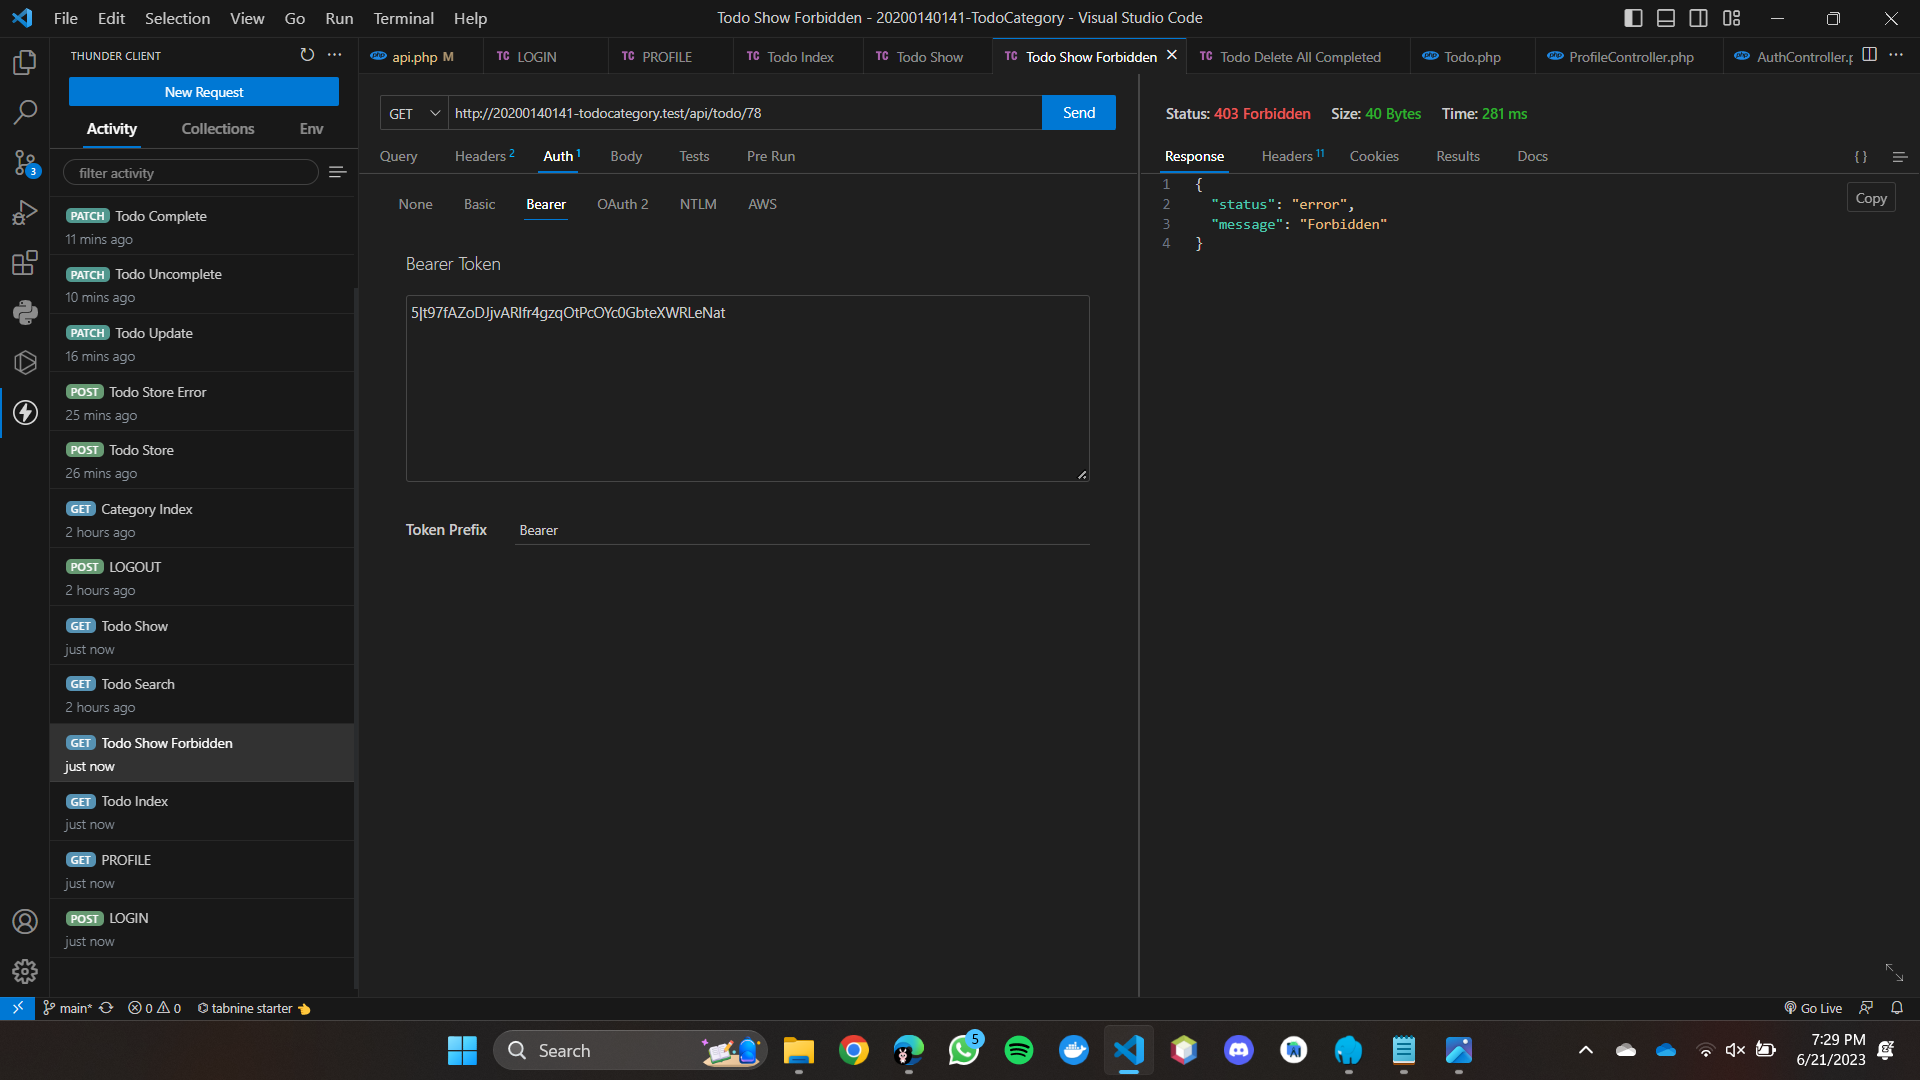 File Edit Selection View Go Run Terminal Help
Todo Show Forbidden - 20200140141-TodoCategory - Visual Studio Code
THUNDER CLIENT
New Request
Activity Collections Env
filter activity
PATCH Todo Complete
11 mins ago
PATCH Todo Uncomplete
10 mins ago
PATCH Todo Update
16 mins ago
POST Todo Store Error
25 mins ago
POST Todo Store
26 mins ago
GET Category Index
2 hours ago
POST LOGOUT
2 hours ago
GET Todo Show
just now
GET Todo Search
2 hours ago
GET Todo Show Forbidden
just now
GET Todo Index
just now
GET PROFILE
just now
POST LOGIN
just now
3
php api.php M TC LOGIN TC PROFILE TC Todo Index TC Todo Show TC Todo Show Forbidden TC Todo Delete All Completed php Todo.php php ProfileController.php php AuthController.p
GET http://20200140141-todocategory.test/api/todo/78 Send
Query Headers 2 Auth 1 Body Tests Pre Run
None Basic Bearer OAuth 2 NTLM AWS
Bearer Token
5|t97fAZoDJjvARIfr4gzqOtPcOYc0GbteXWRLeNat
Token Prefix Bearer
Status: 403 Forbidden Size: 40 Bytes Time: 281 ms
Response Headers 11 Cookies Results Docs { }
Copy
1 {
2 "status": "error",
3 "message": "Forbidden"
4 }
main* 0 0 tabnine starter Go Live
Search
5
7:29 PM
6/21/2023